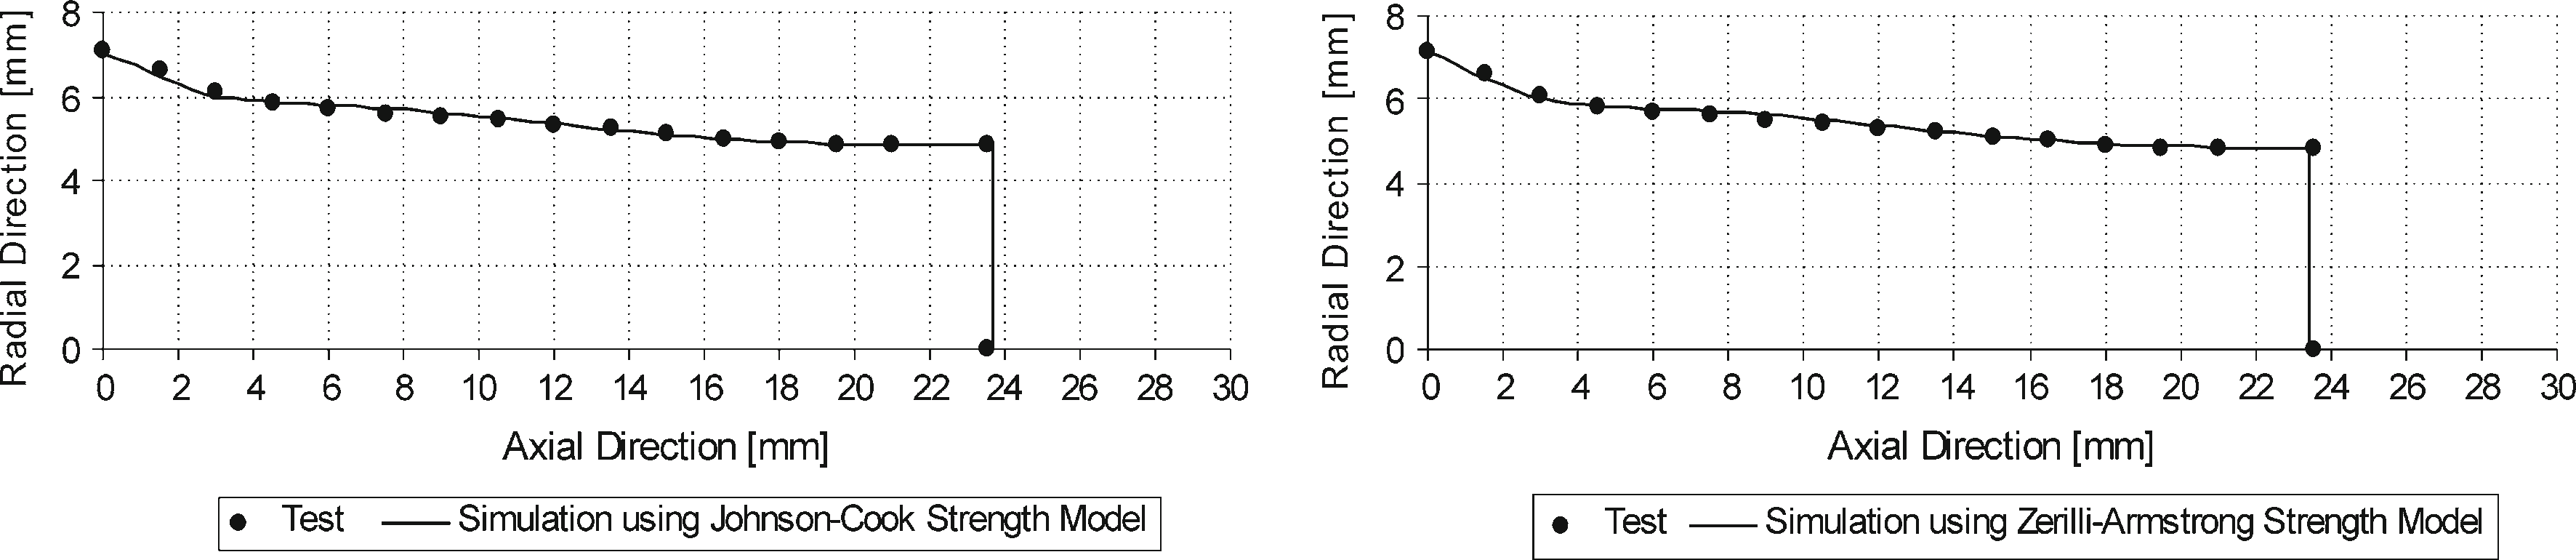 Radial Direction [mm]
8
6
4
2
0
0 2 4 6 8 10 12 14 16 18 20 22 24 26 28 30
Axial Direction [mm]
Test Simulation using Johnson-Cook Strength Model
Radial Direction [mm]
8
6
4
2
0
0 2 4 6 8 10 12 14 16 18 20 22 24 26 28 30
Axial Direction [mm]
Test Simulation using Zerilli-Armstrong Strength Model